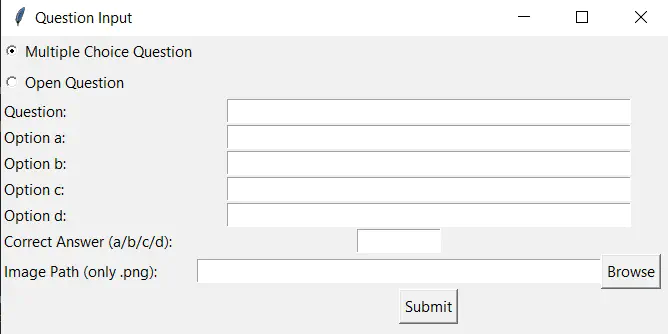 Question Input
Multiple Choice Question
Open Question
Question:
Option a:
Option b:
Option c:
Option d:
Correct Answer (a/b/c/d):
Image Path (only .png): Browse
Submit